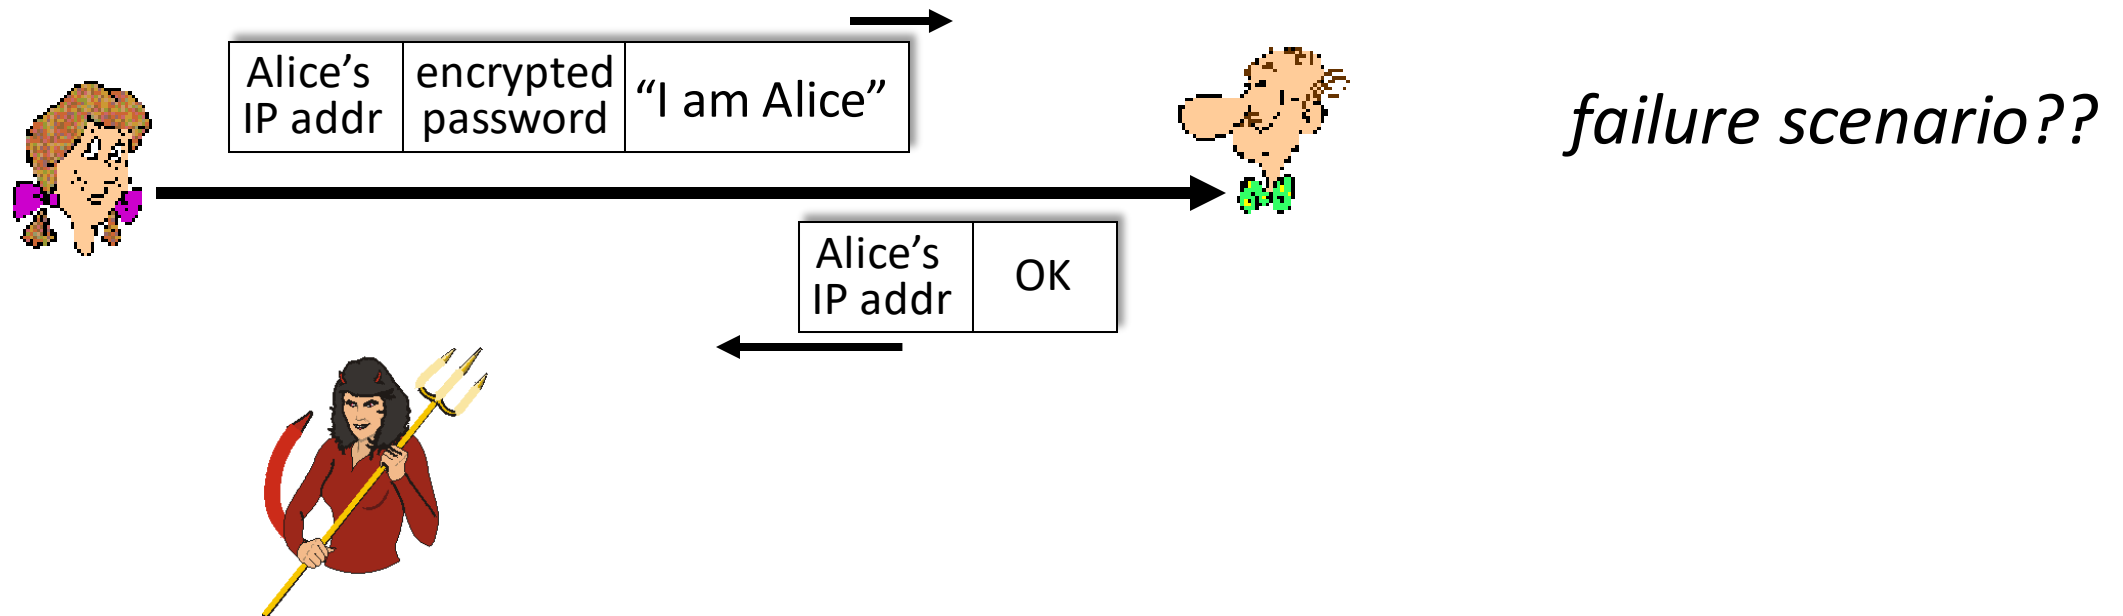 Alice’s
IP addr
encrypted
password
“I am Alice”
failure scenario??
Alice’s
IP addr
OK